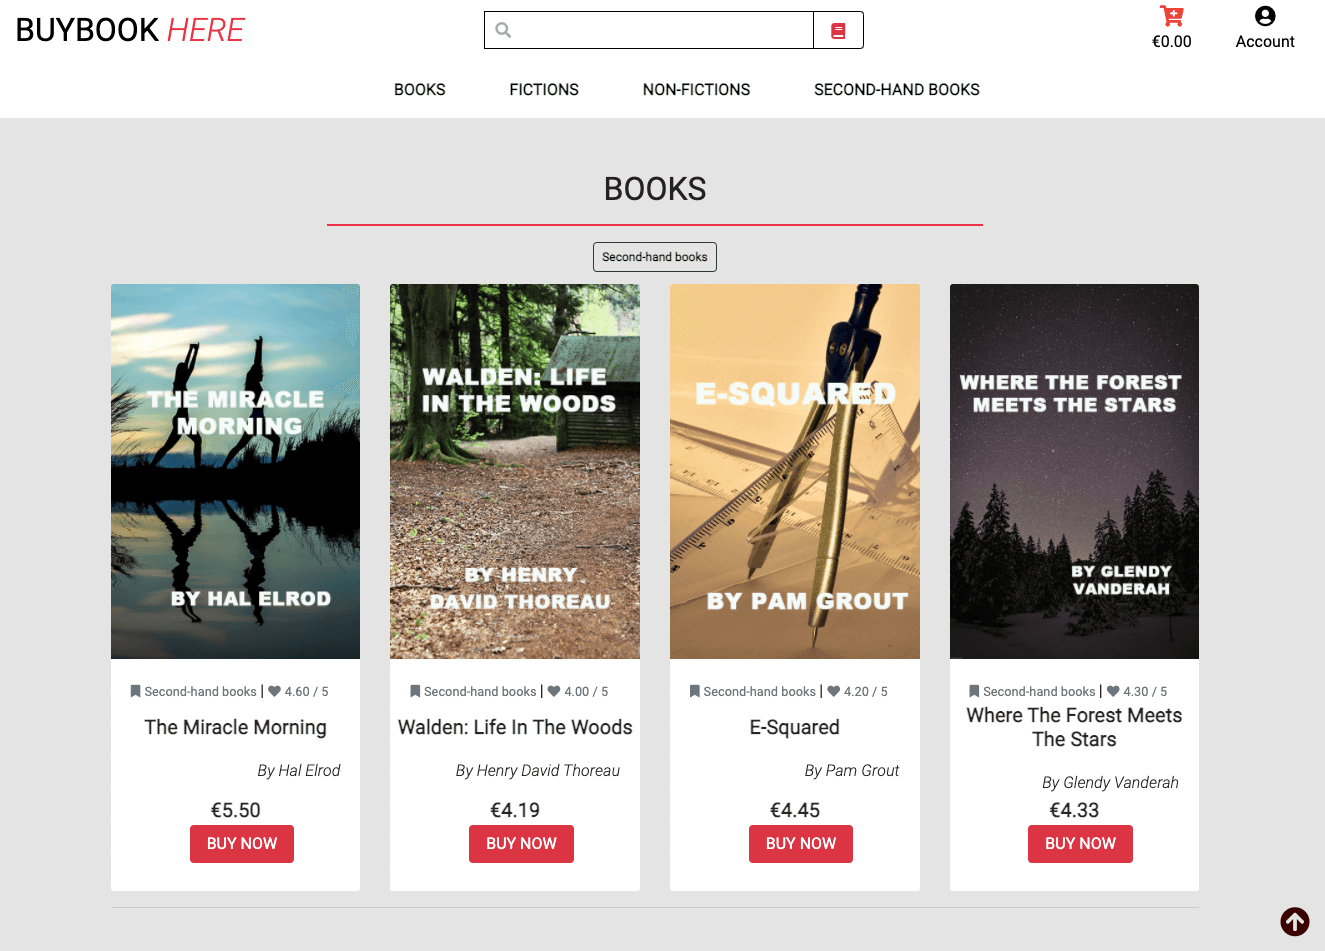 BUYBOOK HERE
€0.00
Account
BOOKS
FICTIONS
NON-FICTIONS
SECOND-HAND BOOKS
BOOKS
Second-hand books
THE MIRACLE
MORNING
BY HAL ELROD
Second-hand books | 4.60 / 5
The Miracle Morning
By Hal Elrod
€5.50
BUY NOW
WALDEN: LIFE
IN THE WOODS
BY HENRY
DAVID THOREAU
Second-hand books | 4.00 / 5
Walden: Life In The Woods
By Henry David Thoreau
€4.19
BUY NOW
E-SQUARED
BY PAM GROUT
Second-hand books | 4.20 / 5
E-Squared
By Pam Grout
€4.45
BUY NOW
WHERE THE FOREST
MEETS THE STARS
BY GLENDY
VANDERAH
Second-hand books | 4.30 / 5
Where The Forest Meets
The Stars
By Glendy Vanderah
€4.33
BUY NOW